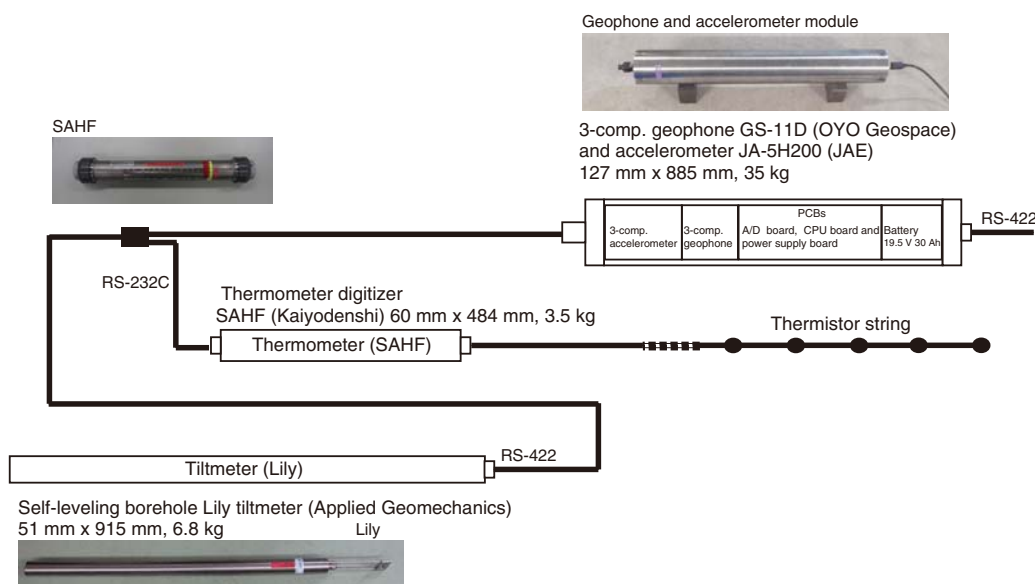 Geophone and accelerometer module
SAHF
3-comp. geophone GS-11D (OYO Geospace)
and accelerometer JA-5H200 (JAE)
127 mm x 885 mm, 35 kg
3-comp.
accelerometer
3-comp.
geophone
PCBs
A/D board, CPU board and
power supply board
Battery
19.5 V 30 Ah
RS-422
RS-232C
Thermometer digitizer
SAHF (Kaiyodenshi) 60 mm x 484 mm, 3.5 kg
Thermometer (SAHF)
Thermistor string
Tiltmeter (Lily)
RS-422
Self-leveling borehole Lily tiltmeter (Applied Geomechanics)
51 mm x 915 mm, 6.8 kg
Lily